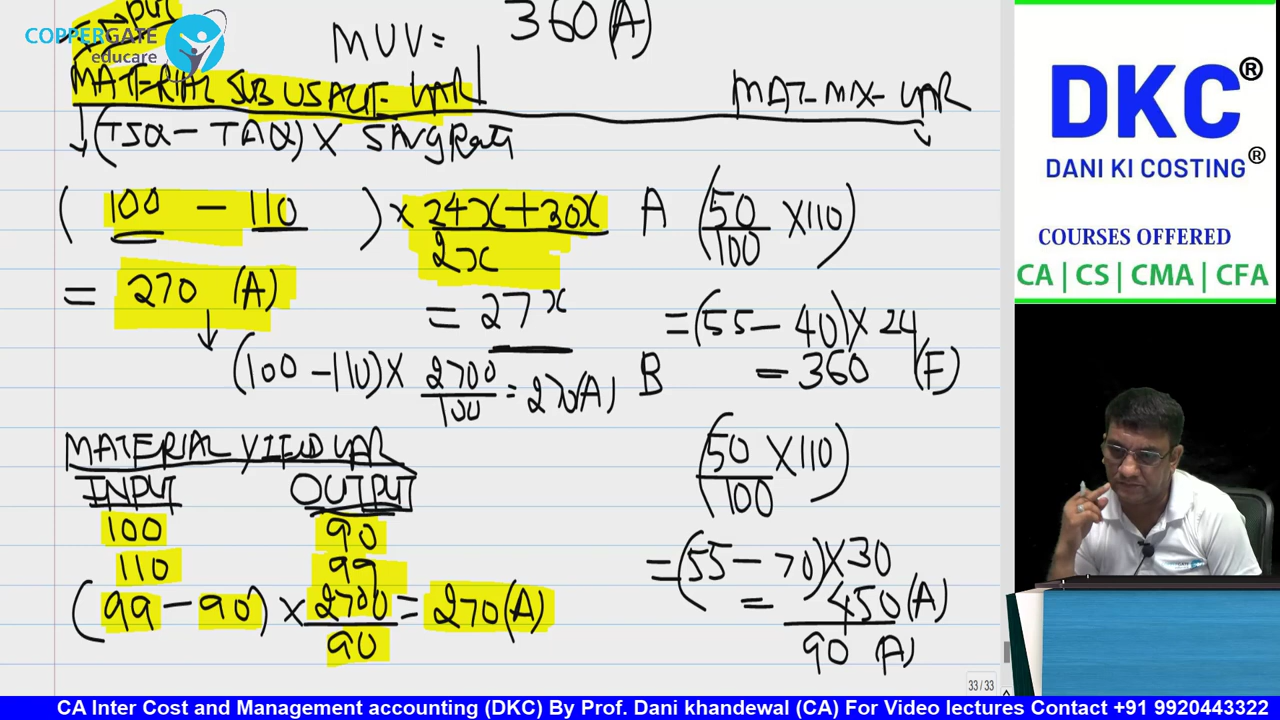 Input
COPPERGATE
educare
MUV = 360 (A)
MATERIAL SUB USAGE VAR
MAT-MIX-VAR
(TSQ - TAQ) X SAvg Rate
(100 - 110) × 24x+30x / 2x
= 27x
= 270 (A)
(100 - 110) X 2700/100 = 270(A)
A (50/100 X 110)
= (55 - 40) X 24
= 360 (F)
B
(50/100 X 110)
= (55 - 70) X 30
= 450 (A)
90 (A)
MATERIAL YIELD VAR
INPUT OUTPUT
100 90
110 99
(99 - 90) × 2700/90 = 270 (A)
33 / 33
DKC®
DANI KI COSTING®
COURSES OFFERED
CA | CS | CMA | CFA
CA Inter Cost and Management accounting (DKC) By Prof. Dani khandewal (CA) For Video lectures Contact +91 9920443322